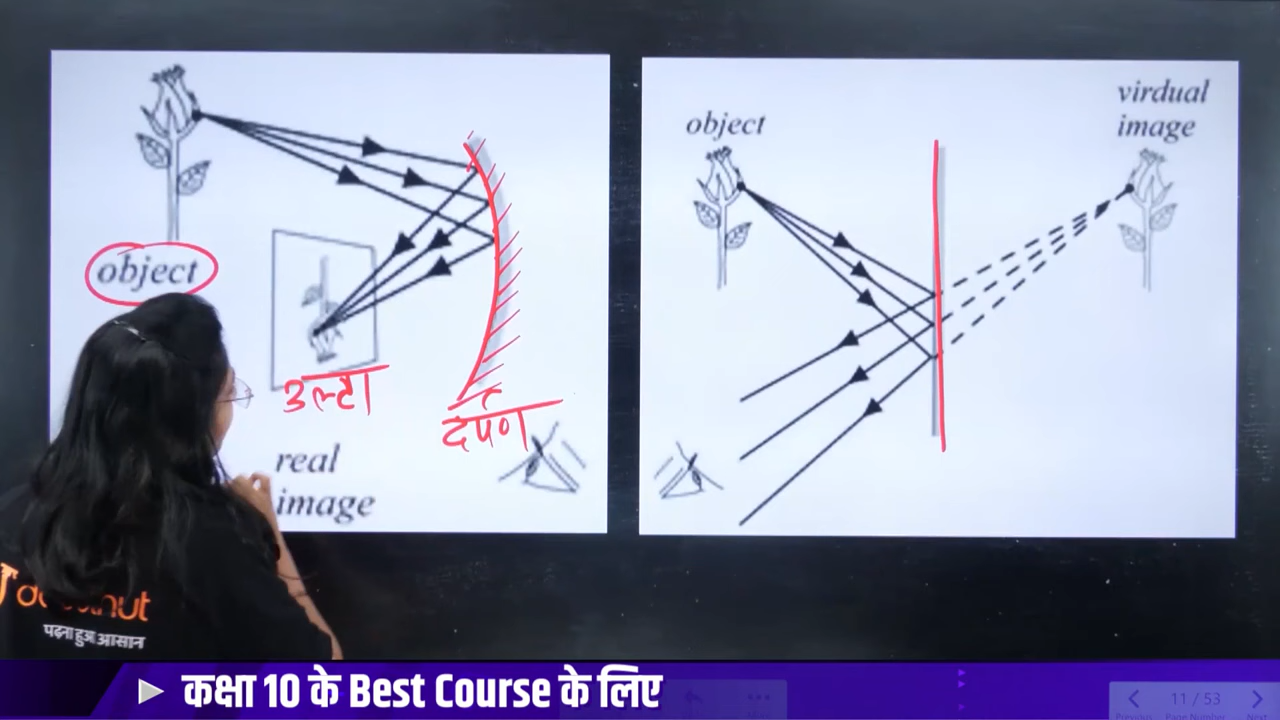 object
उल्टा
दर्पण
real
image
object
virdual
image
पढ़ना हुआ आसान
कक्षा 10 के Best Course के लिए
11 / 53